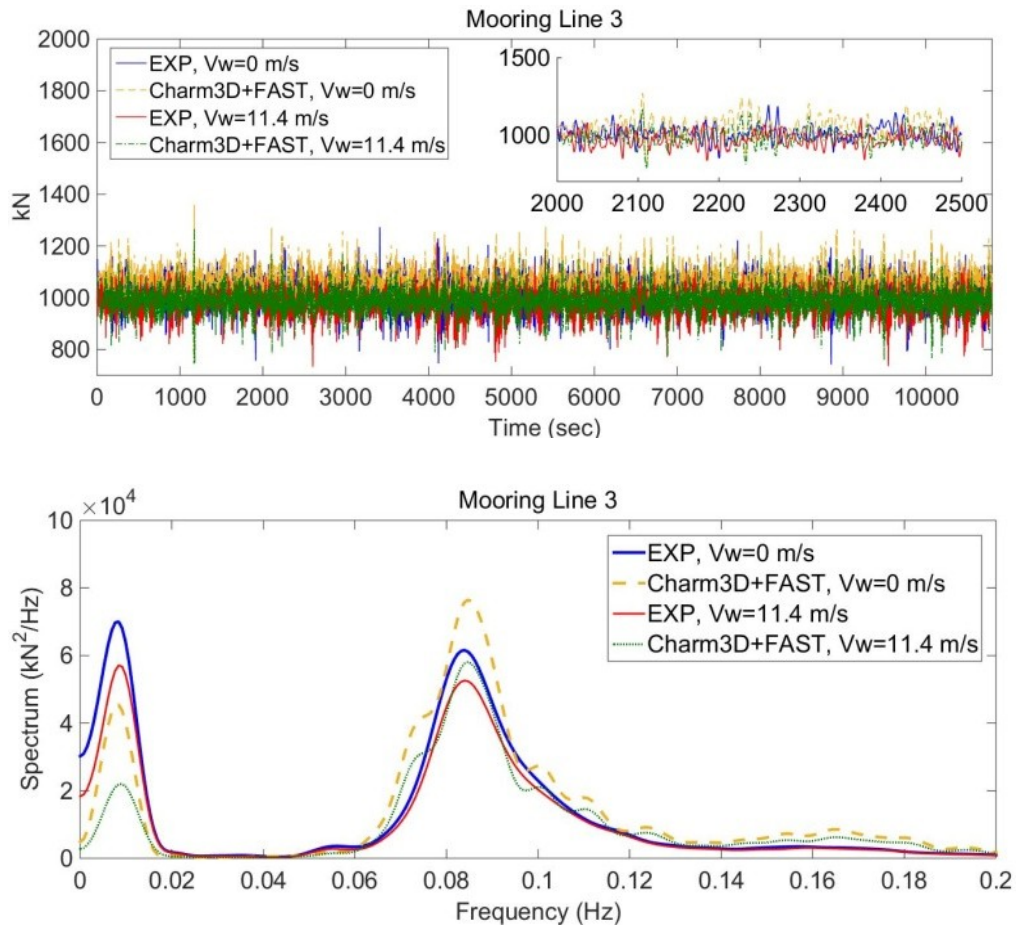 Mooring Line 3
2000
1800
1600
1400
1200
1000
800
kN
EXP, Vw=0 m/s
Charm3D+FAST, Vw=0 m/s
EXP, Vw=11.4 m/s
Charm3D+FAST, Vw=11.4 m/s
1500
1000
2000 2100 2200 2300 2400 2500
0 1000 2000 3000 4000 5000 6000 7000 8000 9000 10000
Time (sec)
Mooring Line 3
×10^4
10
8
6
4
2
0
Spectrum (kN^2/Hz)
EXP, Vw=0 m/s
Charm3D+FAST, Vw=0 m/s
EXP, Vw=11.4 m/s
Charm3D+FAST, Vw=11.4 m/s
0 0.02 0.04 0.06 0.08 0.1 0.12 0.14 0.16 0.18 0.2
Frequency (Hz)